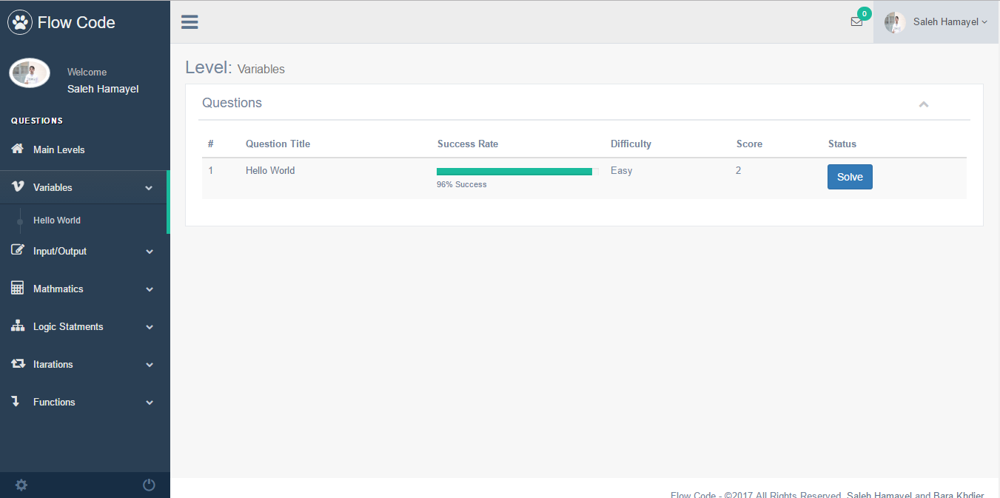 Flow Code
0
Saleh Hamayel
Welcome
Saleh Hamayel
QUESTIONS
Main Levels
Variables
Hello World
Input/Output
Mathmatics
Logic Statments
Itarations
Functions
Level: Variables
Questions
# Question Title Success Rate Difficulty Score Status
1 Hello World Easy 2 Solve
96% Success
Flow Code - ©2017 All Rights Reserved. Saleh Hamayel and Bara Khdier